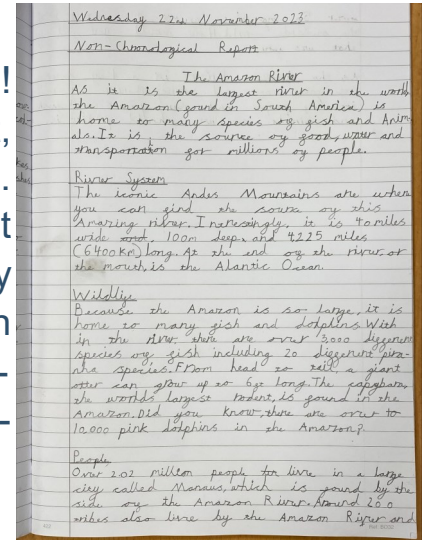 !
,
.
t
y
n
-
-
Wednesday 22nd November 2023
Non-Chronological Report
The Amazon River
As it is the largest river in the world
the Amazon (found in South America) is
home to many species of fish and Anim-
als. It is the source of food, water and
transportation for millions of people.
River System
The iconic Andes Mountains are where
you can find the sourse of this
Amazing river. Interesingly, it is 40 miles
wide and, 100m deep, and 4225 miles
(6400km) long. At the end of the river, or
the mouth, is the Alantic Ocean.
Wildlife
Because the Amazon is so large, it is
home to many fish and dolphins With
in the river, there are over 3,000 different
species of fish including 20 different pira-
nha species. From head to tail, a giant
otter can grow up to 6ft long. The capybara,
the worlds largest rodent, is found in the
Amazon. Did you know, there are over to
10,000 pink dolphins in the Amazon?
People
Over 2.02 million people live in a large
city called Manaus, which is found by the
side of the Amazon River. Around 200
tribes also live by the Amazon River and